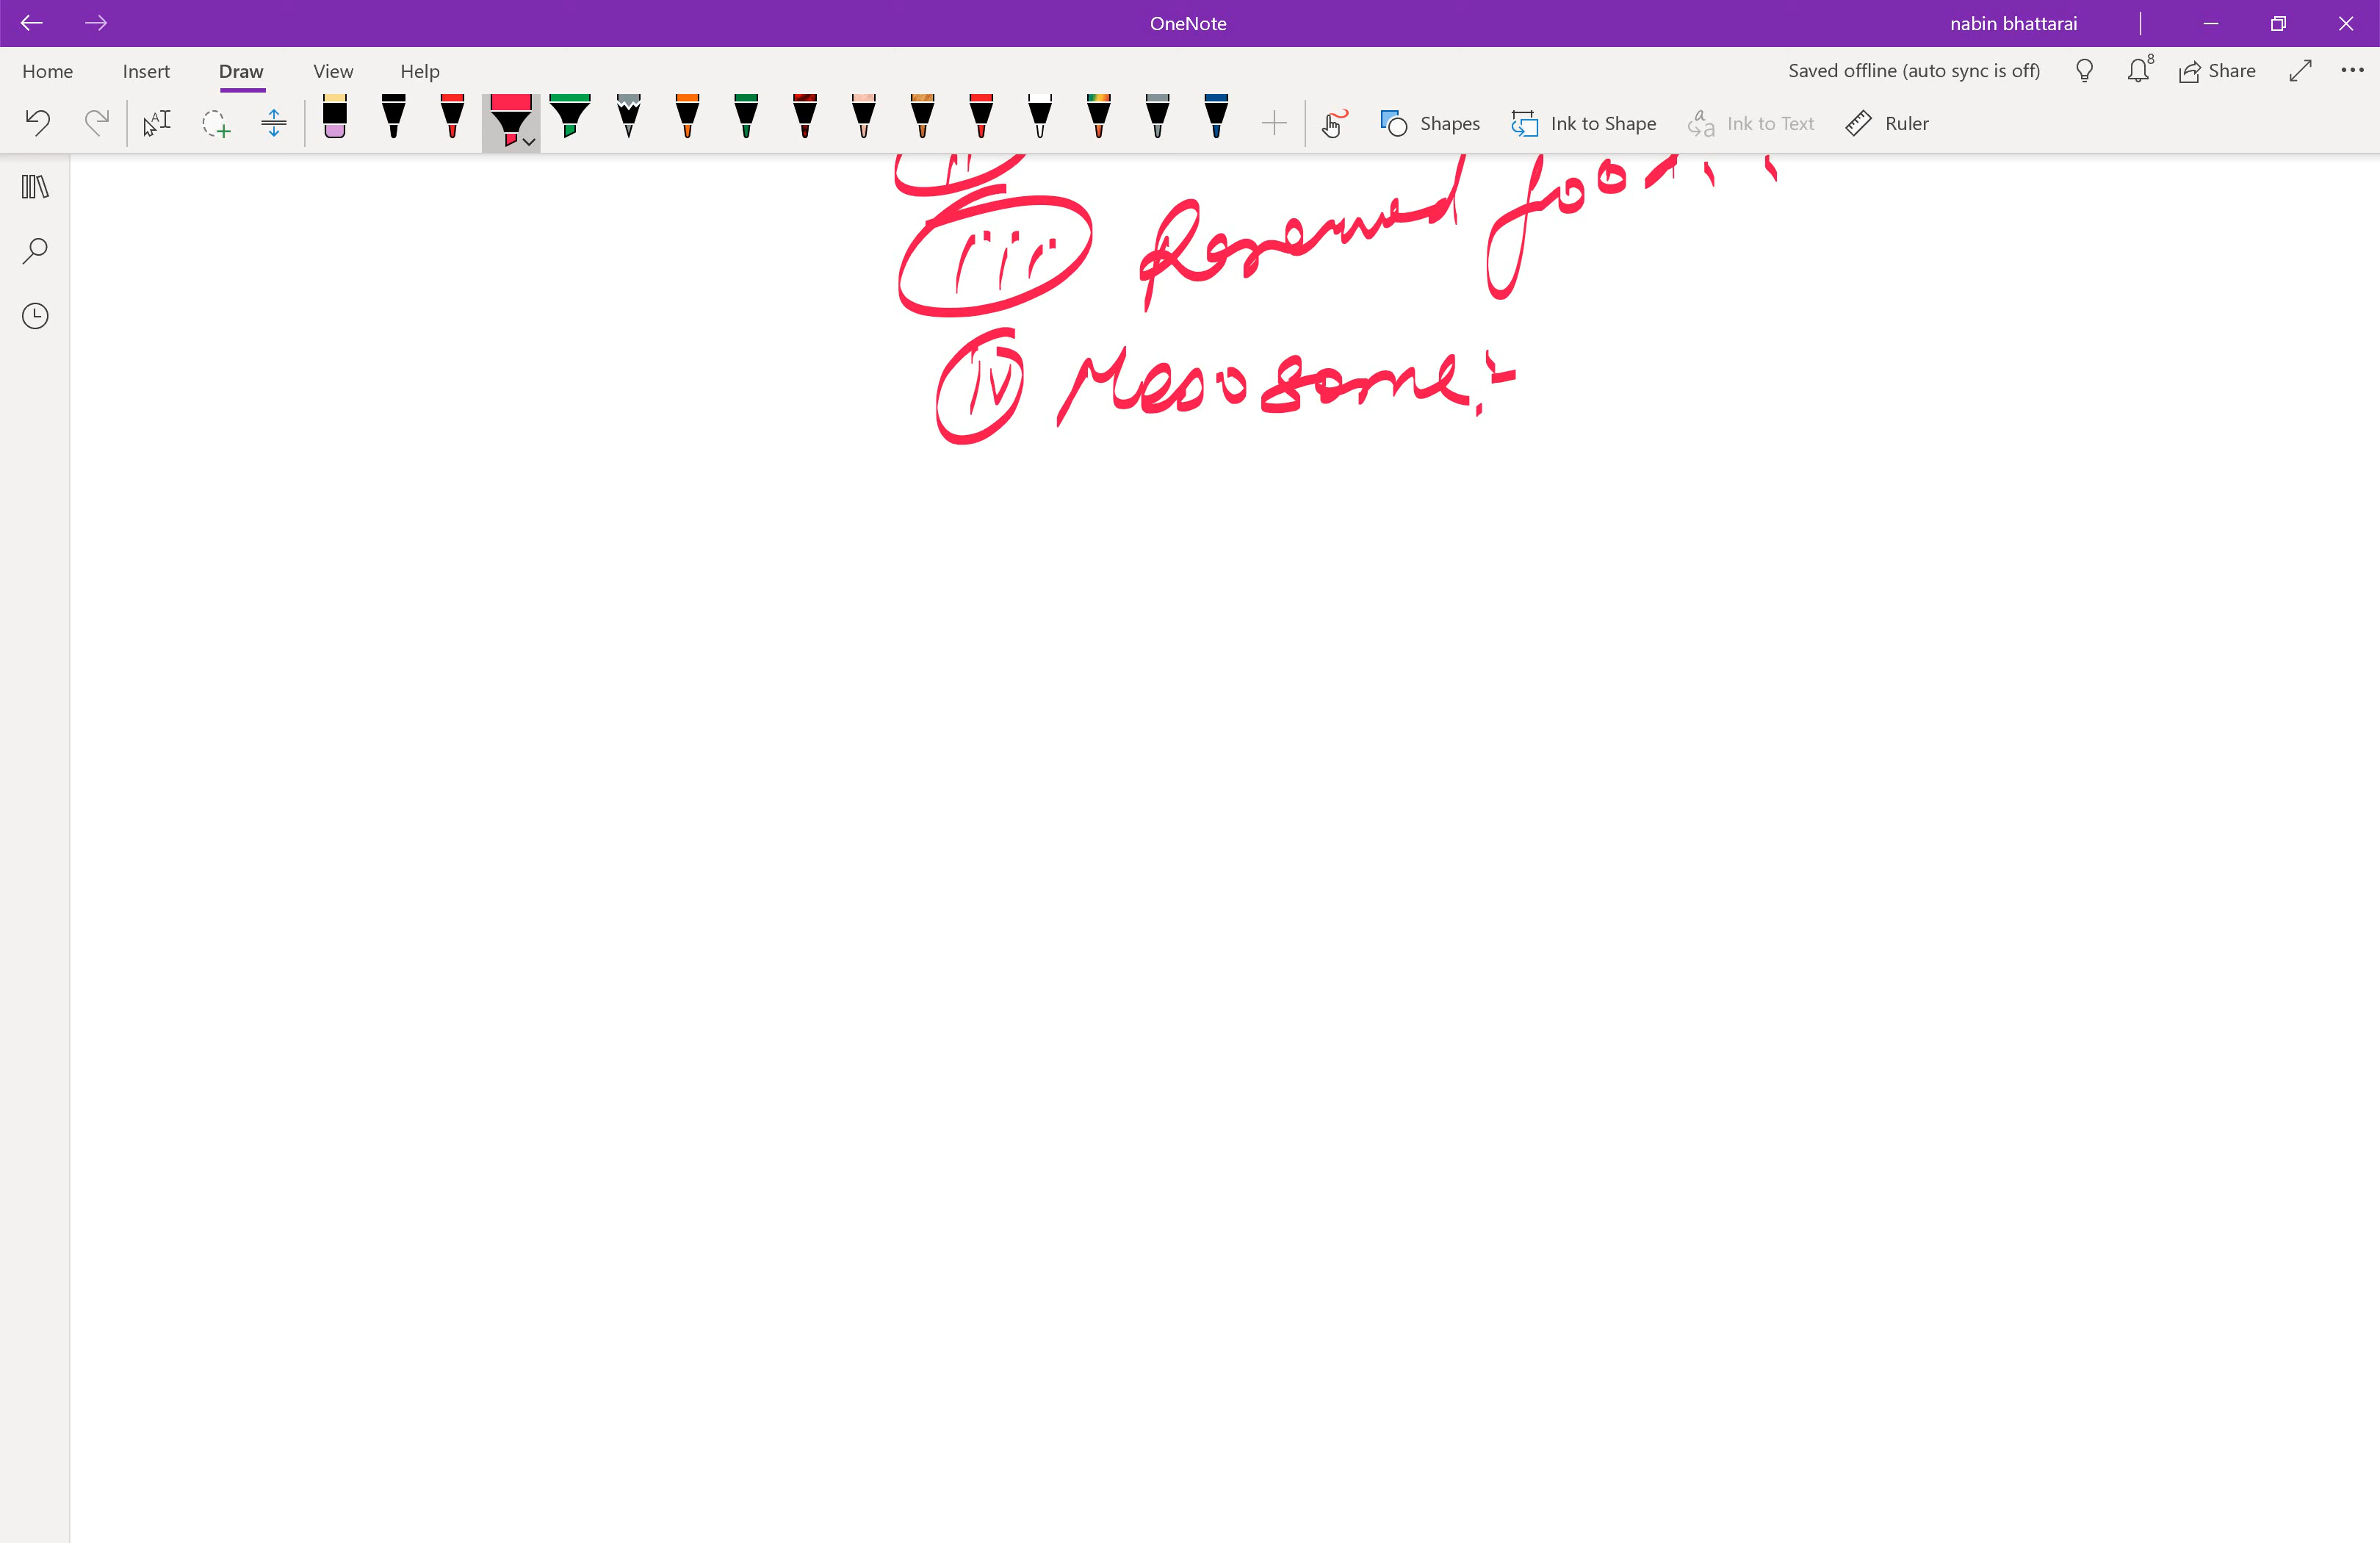 OneNote
nabin bhattarai
Home Insert Draw View Help
Saved offline (auto sync is off) 8 Share
Shapes Ink to Shape Ink to Text Ruler
iii Reserved food:
iv Mesosome:-